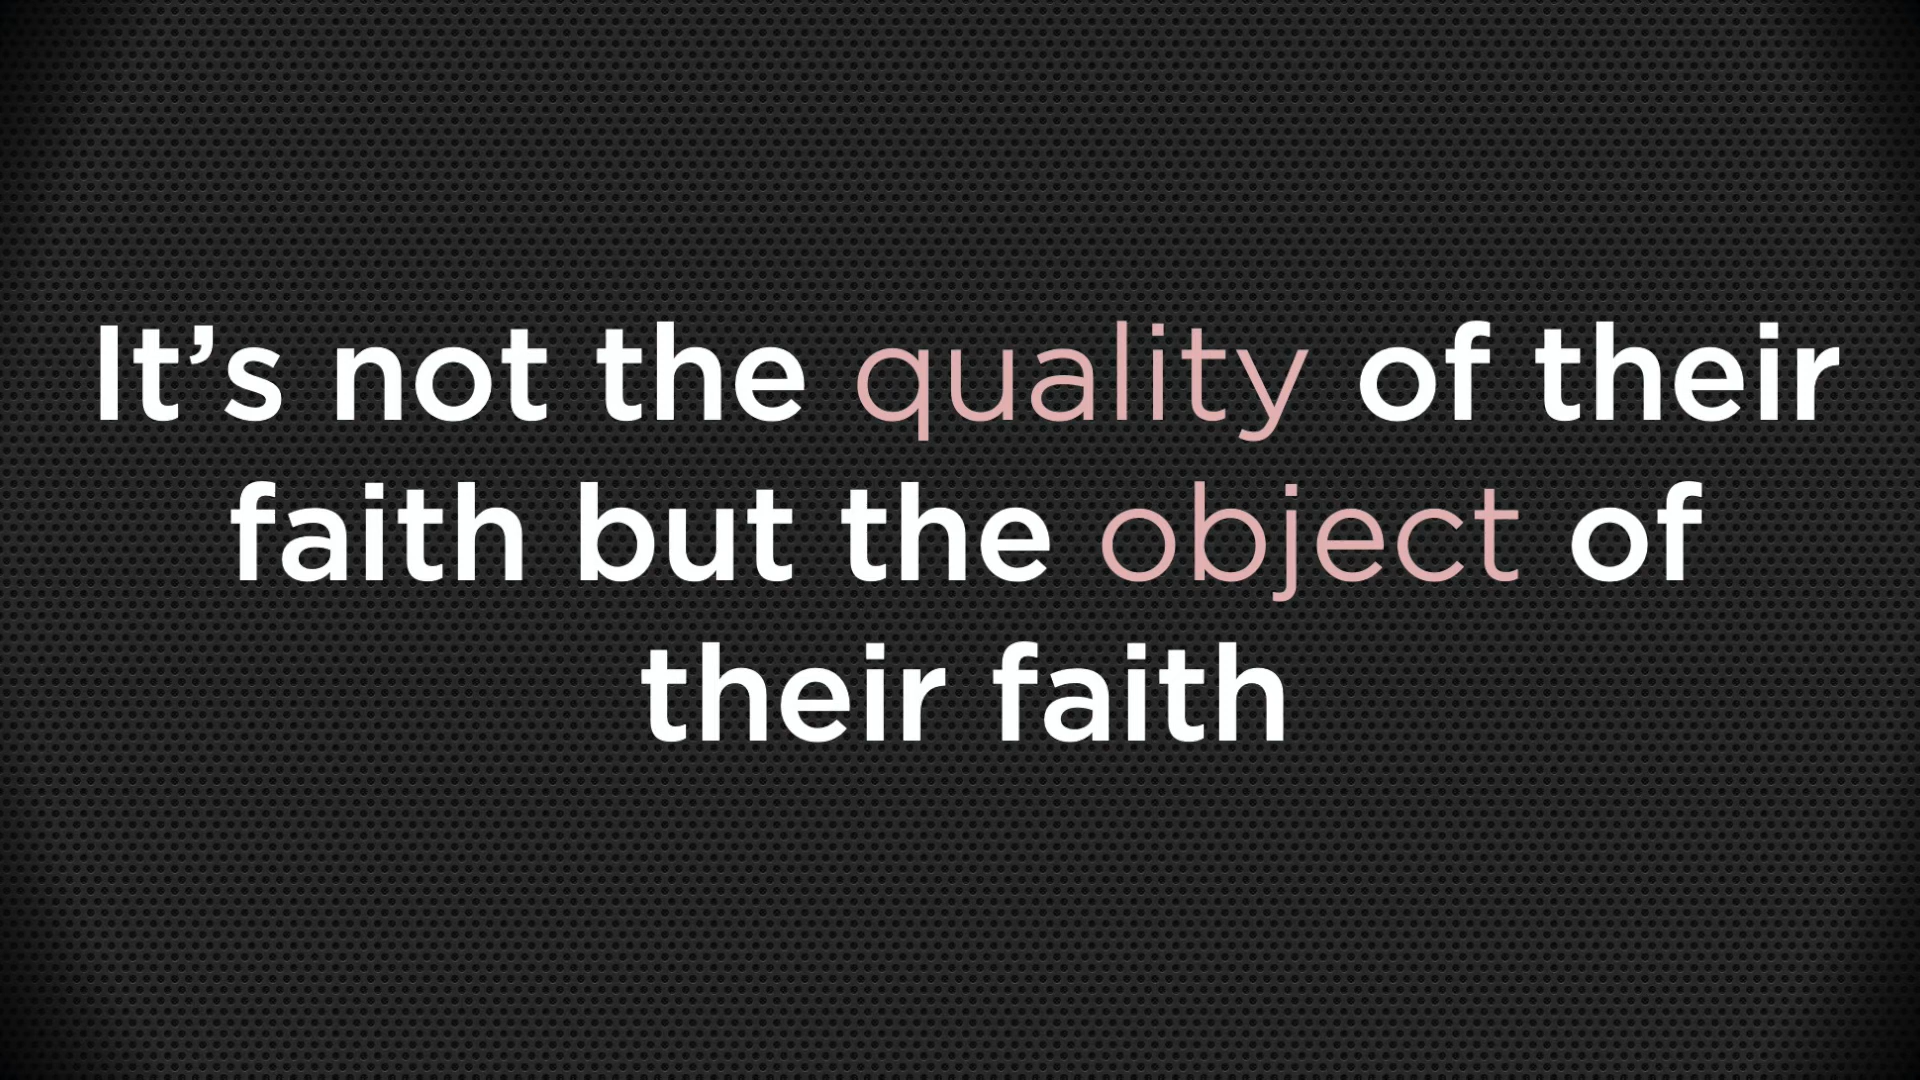 It’s not the quality of their
faith but the object of
their faith